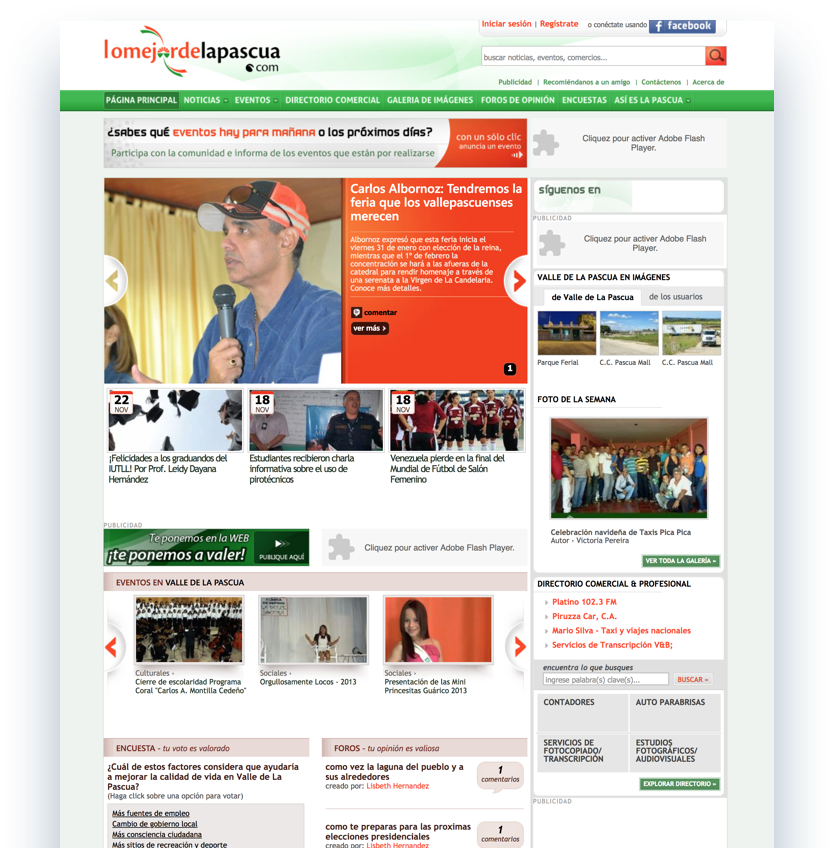 Iniciar sesión | Regístrate o conéctate usando facebook
lomejordelapascua
.com
buscar noticias, eventos, comercios...
Publicidad | Recomiéndanos a un amigo | Contáctenos | Acerca de
PÁGINA PRINCIPAL NOTICIAS EVENTOS DIRECTORIO COMERCIAL GALERIA DE IMÁGENES FOROS DE OPINIÓN ENCUESTAS ASÍ ES LA PASCUA
¿SABES QUÉ EVENTOS HAY PARA MAÑANA O LOS PRÓXIMOS DÍAS?
Participa con la comunidad e informa de los eventos que están por realizarse
con un sólo clic
anuncia un evento
Cliquez pour activer Adobe Flash
Player.
Carlos Albornoz: Tendremos la
feria que los vallepascuenses
merecen
Albornoz expresó que esta feria inicia el
viernes 31 de enero con elección de la reina,
mientras que el 1º de febrero la
concentración se hará a las afueras de la
catedral para rendir homenaje a través de
una serenata a la Virgen de La Candelaria.
Conoce más detalles.
comentar
ver más
1
síguenos en
PUBLICIDAD
Cliquez pour activer Adobe Flash
Player.
VALLE DE LA PASCUA EN IMÁGENES
de Valle de La Pascua de los usuarios
Parque Ferial C.C. Pascua Mall C.C. Pascua Mall
22
NOV
¡Felicidades a los graduandos del
IUTLL! Por Prof. Leidy Dayana
Hernández
18
NOV
Estudiantes recibieron charla
informativa sobre el uso de
pirotécnicos
18
NOV
Venezuela pierde en la final del
Mundial de Fútbol de Salón
Femenino
FOTO DE LA SEMANA
Celebración navideña de Taxis Pica Pica
Autor - Victoria Pereira
VER TODA LA GALERÍA »
PUBLICIDAD
Te ponemos en la WEB
¡te ponemos a valer!
PUBLIQUE AQUÍ
Cliquez pour activer Adobe Flash Player.
EVENTOS EN VALLE DE LA PASCUA
Culturales ›
Cierre de escolaridad Programa
Coral "Carlos A. Montilla Cedeño"
Sociales ›
Orgullosamente Locos - 2013
Sociales ›
Presentación de las Mini
Princesitas Guárico 2013
DIRECTORIO COMERCIAL & PROFESIONAL
Platino 102.3 FM
Piruzza Car, C.A.
Mario Silva - Taxi y viajes nacionales
Servicios de Transcripción V&B;
encuentra lo que busques
ingrese palabra(s) clave(s)...
BUSCAR »
CONTADORES AUTO PARABRISAS
SERVICIOS DE
FOTOCOPIADO/
TRANSCRIPCIÓN
ESTUDIOS
FOTOGRÁFICOS/
AUDIOVISUALES
EXPLORAR DIRECTORIO »
PUBLICIDAD
ENCUESTA - tu voto es valorado
¿Cuál de estos factores considera que ayudaría
a mejorar la calidad de vida en Valle de La
Pascua?
(Haga click sobre una opción para votar)
Más fuentes de empleo
Cambio de gobierno local
Más consciencia ciudadana
Más sitios de recreación y deporte
FOROS - tu opinión es valiosa
como vez la laguna del pueblo y a
sus alrededores
creado por: Lisbeth Hernandez
1
comentarios
como te preparas para las proximas
elecciones presidenciales
creado por: Lisbeth Hernandez
1
comentarios